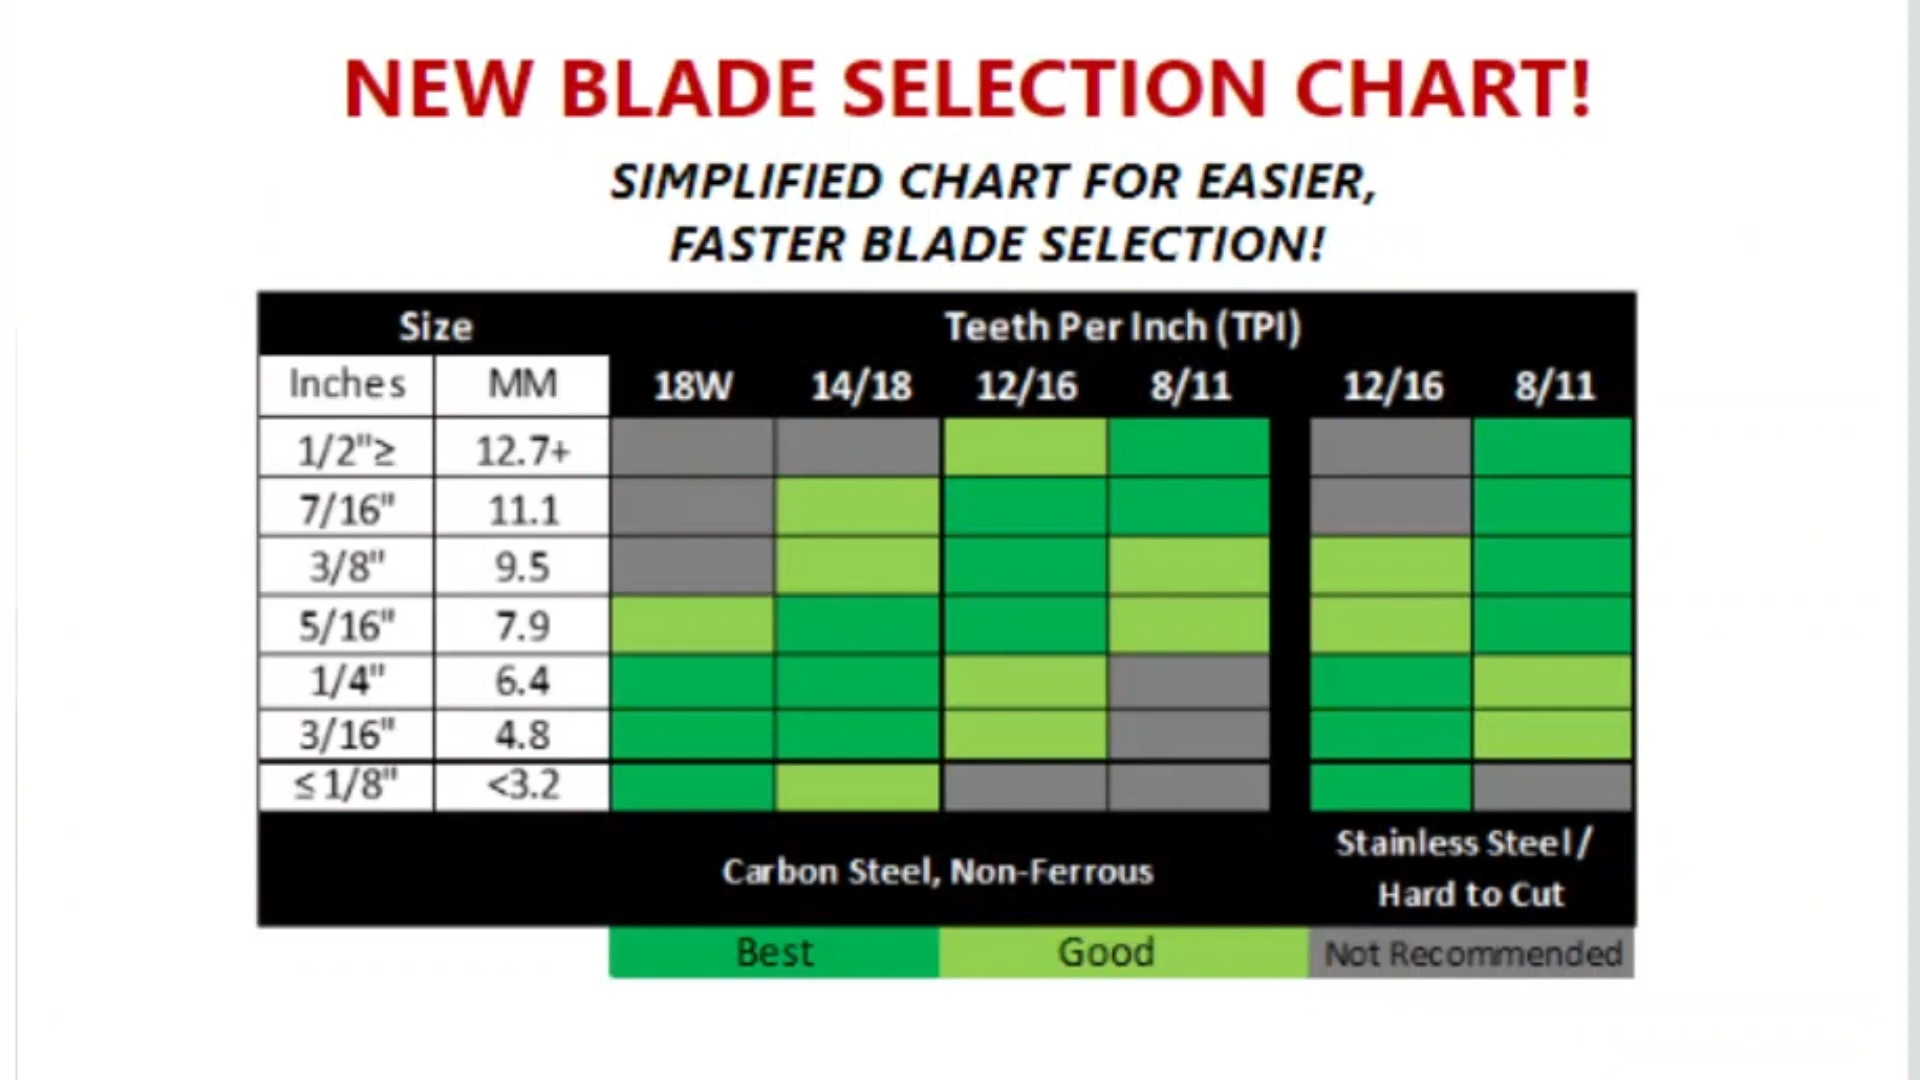 NEW BLADE SELECTION CHART!
SIMPLIFIED CHART FOR EASIER,
FASTER BLADE SELECTION!
Size Teeth Per Inch (TPI)
Inches MM 18W 14/18 12/16 8/11 12/16 8/11
1/2"≥ 12.7+
7/16" 11.1
3/8" 9.5
5/16" 7.9
1/4" 6.4
3/16" 4.8
≤ 1/8" <3.2
Carbon Steel, Non-Ferrous
Stainless Steel /
Hard to Cut
Best Good Not Recommended